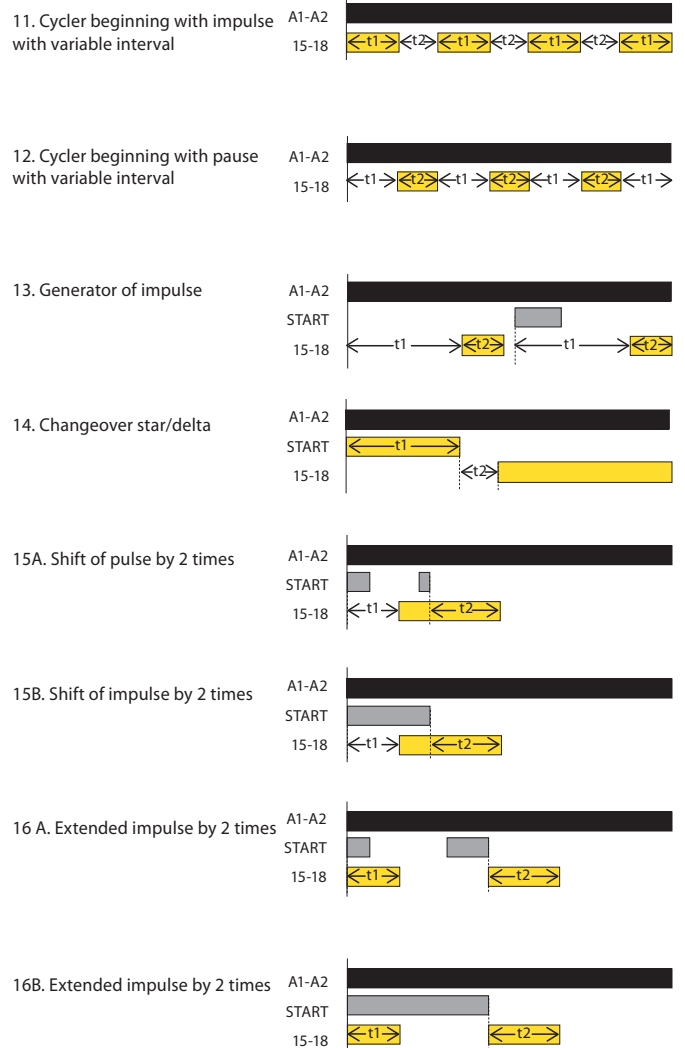 11. Cycler beginning with impulse
with variable interval
A1-A2
15-18
t1 t2 t1 t2 t1 t2 t1
12. Cycler beginning with pause
with variable interval
A1-A2
15-18
t1 t2 t1 t2 t1 t2 t1
13. Generator of impulse
A1-A2
START
15-18
t1 t2 t1 t2
14. Changeover star/delta
A1-A2
START
t1
15-18
t2
15A. Shift of pulse by 2 times
A1-A2
START
15-18
t1 t2
15B. Shift of impulse by 2 times
A1-A2
START
15-18
t1 t2
16 A. Extended impulse by 2 times
A1-A2
START
15-18
t1 t2
16B. Extended impulse by 2 times
A1-A2
START
15-18
t1 t2